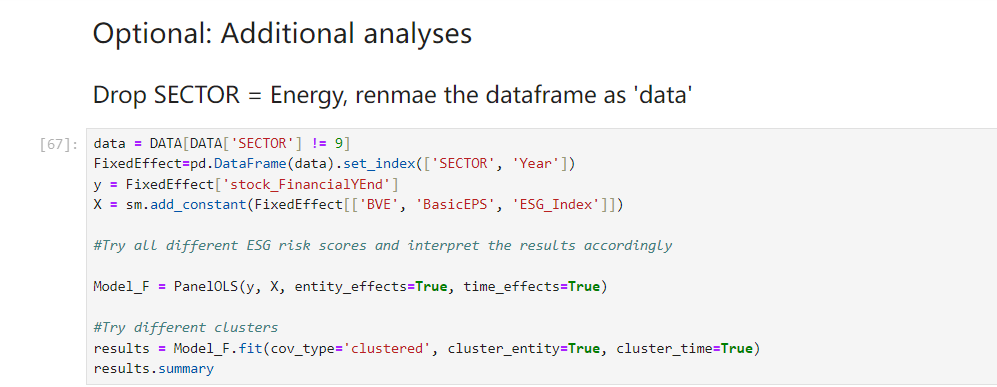 Optional: Additional analyses
Drop SECTOR = Energy, renmae the dataframe as 'data'
[67]: data = DATA[DATA['SECTOR'] != 9]
FixedEffect=pd.DataFrame(data).set_index(['SECTOR', 'Year'])
y = FixedEffect['stock_FinancialYEnd']
X = sm.add_constant(FixedEffect[['BVE', 'BasicEPS', 'ESG_Index']])
#Try all different ESG risk scores and interpret the results accordingly
Model_F = PanelOLS(y, X, entity_effects=True, time_effects=True)
#Try different clusters
results = Model_F.fit(cov_type='clustered', cluster_entity=True, cluster_time=True)
results.summary